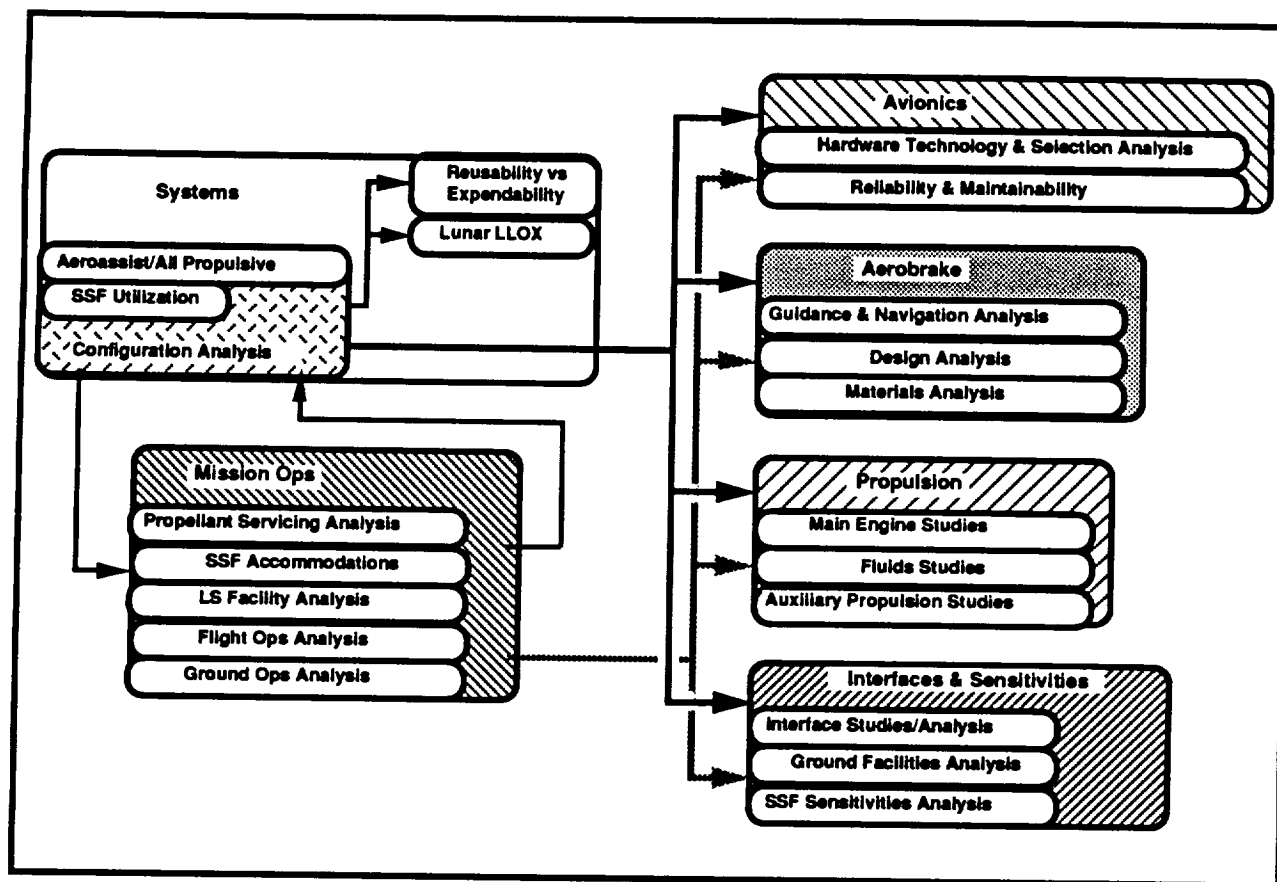 Systems
Reusability vs
Expendability
Lunar LLOX
Aeroassist/All Propulsive
SSF Utilization
Configuration Analysis
Mission Ops
Propellant Servicing Analysis
SSF Accommodations
LS Facility Analysis
Flight Ops Analysis
Ground Ops Analysis
Avionics
Hardware Technology & Selection Analysis
Reliability & Maintainability
Aerobrake
Guidance & Navigation Analysis
Design Analysis
Materials Analysis
Propulsion
Main Engine Studies
Fluids Studies
Auxiliary Propulsion Studies
Interfaces & Sensitivities
Interface Studies/Analysis
Ground Facilities Analysis
SSF Sensitivities Analysis